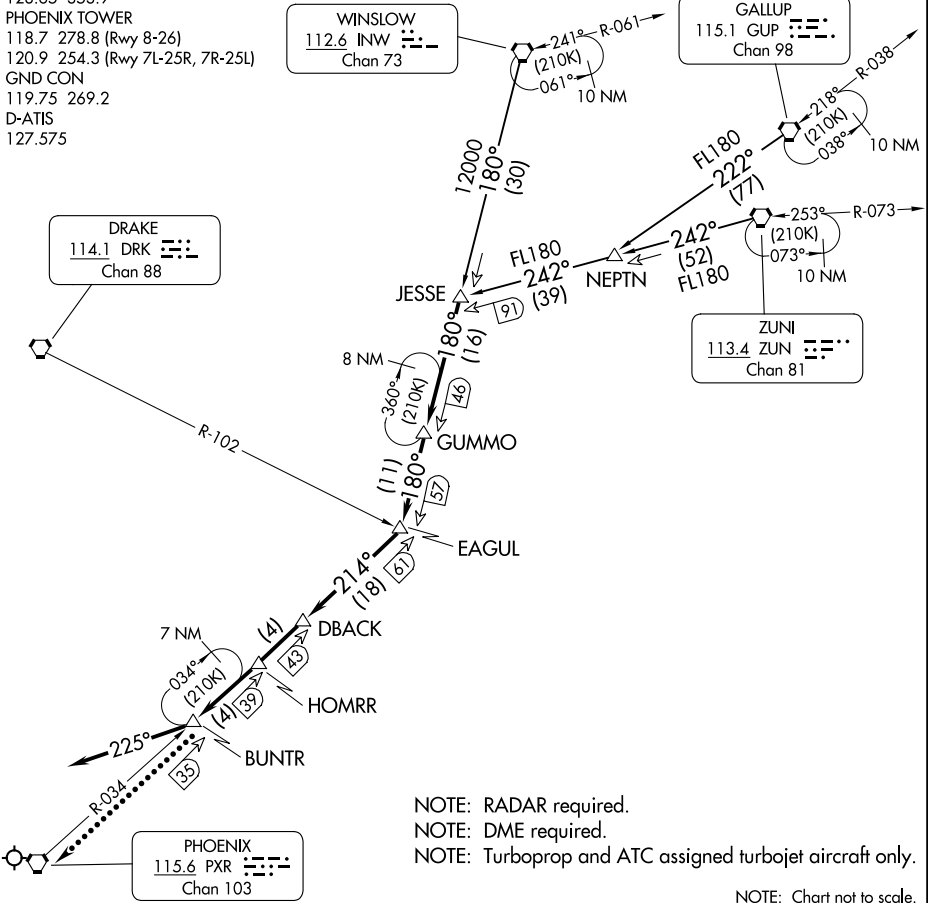 PHOENIX TOWER
118.7 278.8 (Rwy 8-26)
120.9 254.3 (Rwy 7L-25R, 7R-25L)
GND CON
119.75 269.2
D-ATIS
127.575
WINSLOW
112.6 INW
Chan 73
241° R-061
(210K)
061°
10 NM
GALLUP
115.1 GUP
Chan 98
R-038
218°
(210K)
038°
10 NM
12000
180°
(30)
FL180
222°
(77)
253° R-073
(210K)
073°
10 NM
242°
(52)
FL180
NEPTN
FL180
242°
(39)
DRAKE
114.1 DRK
Chan 88
JESSE
91
ZUNI
113.4 ZUN
Chan 81
180°
(16)
8 NM
360°
(210K)
46
GUMMO
R-102
(11)
180°
57
EAGUL
61
214°
(18)
DBACK
(4)
43
7 NM
034°
(210K)
HOMRR
39
(4)
BUNTR
225°
35
R-034
PHOENIX
115.6 PXR
Chan 103
NOTE: RADAR required.
NOTE: DME required.
NOTE: Turboprop and ATC assigned turbojet aircraft only.
NOTE: Chart not to scale.